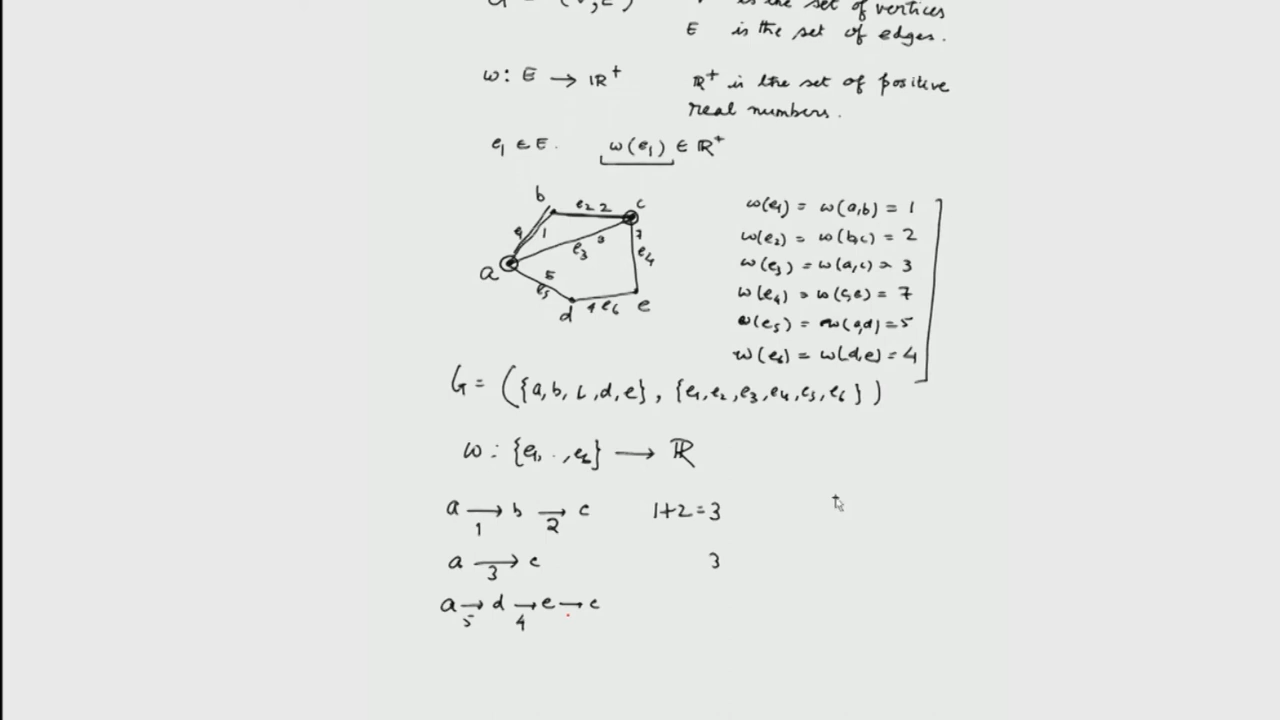 G = (V, E) V is the set of vertices
E is the set of edges.
w : E → ℝ⁺ ℝ⁺ is the set of positive
real numbers.
e₁ ∈ E. w(e₁) ∈ ℝ⁺
b e₂ 2 c
e₁ 1 e₃ 3 7 e₄
a 5 e₅ d 4 e₆ e
w(e₁) = w(a,b) = 1
w(e₂) = w(b,c) = 2
w(e₃) = w(a,c) = 3
w(e₄) = w(c,e) = 7
w(e₅) = w(a,d) = 5
w(e₆) = w(d,e) = 4
G = ({a, b, c, d, e}, {e₁, e₂, e₃, e₄, e₅, e₆})
w : {e₁, .., e₆} → ℝ
a → b → c 1+2=3
1 2
a → c 3
3
a → d → e → c
5 4